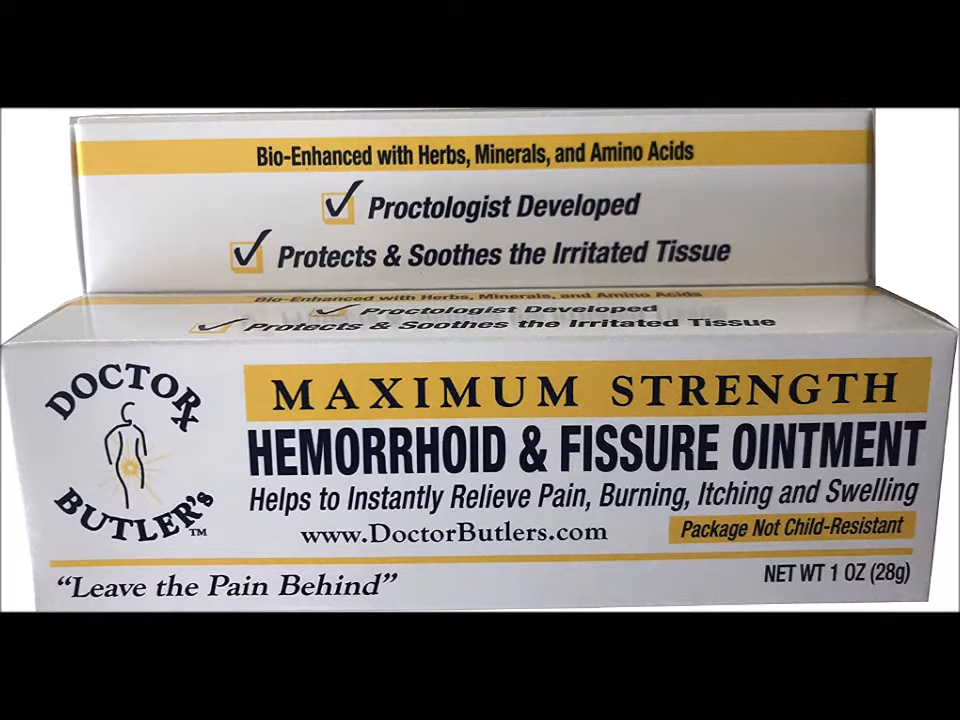 Bio-Enhanced with Herbs, Minerals, and Amino Acids
Proctologist Developed
Protects & Soothes the Irritated Tissue
Bio-Enhanced with Herbs, Minerals, and Amino Acids
Proctologist Developed
Protects & Soothes the Irritated Tissue
DOCTOR
BUTLER's™
MAXIMUM STRENGTH
HEMORRHOID & FISSURE OINTMENT
Helps to Instantly Relieve Pain, Burning, Itching and Swelling
www.DoctorButlers.com
Package Not Child-Resistant
"Leave the Pain Behind"
NET WT 1 OZ (28g)